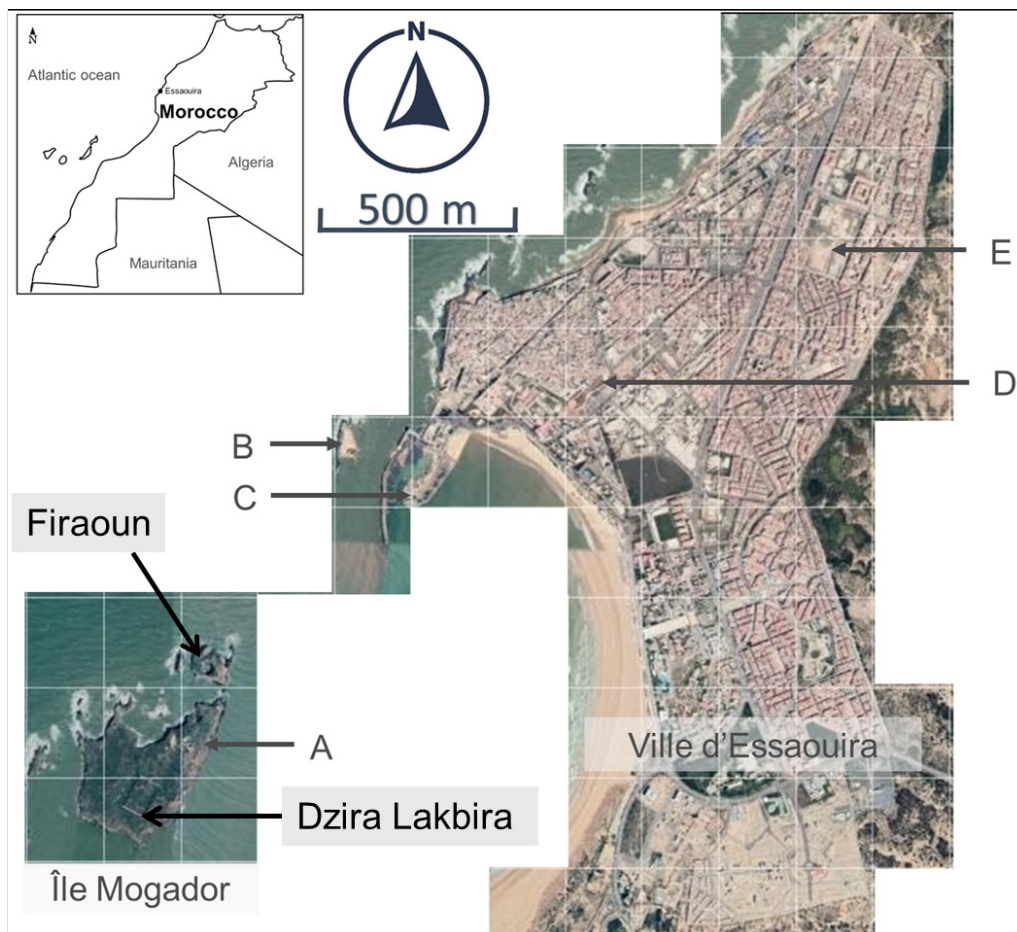 N
Atlantic ocean
Essaouira
Morocco
Algeria
Mauritania
N
500 m
E
D
B
C
Firaoun
A
Ville d'Essaouira
Dzira Lakbira
Île Mogador